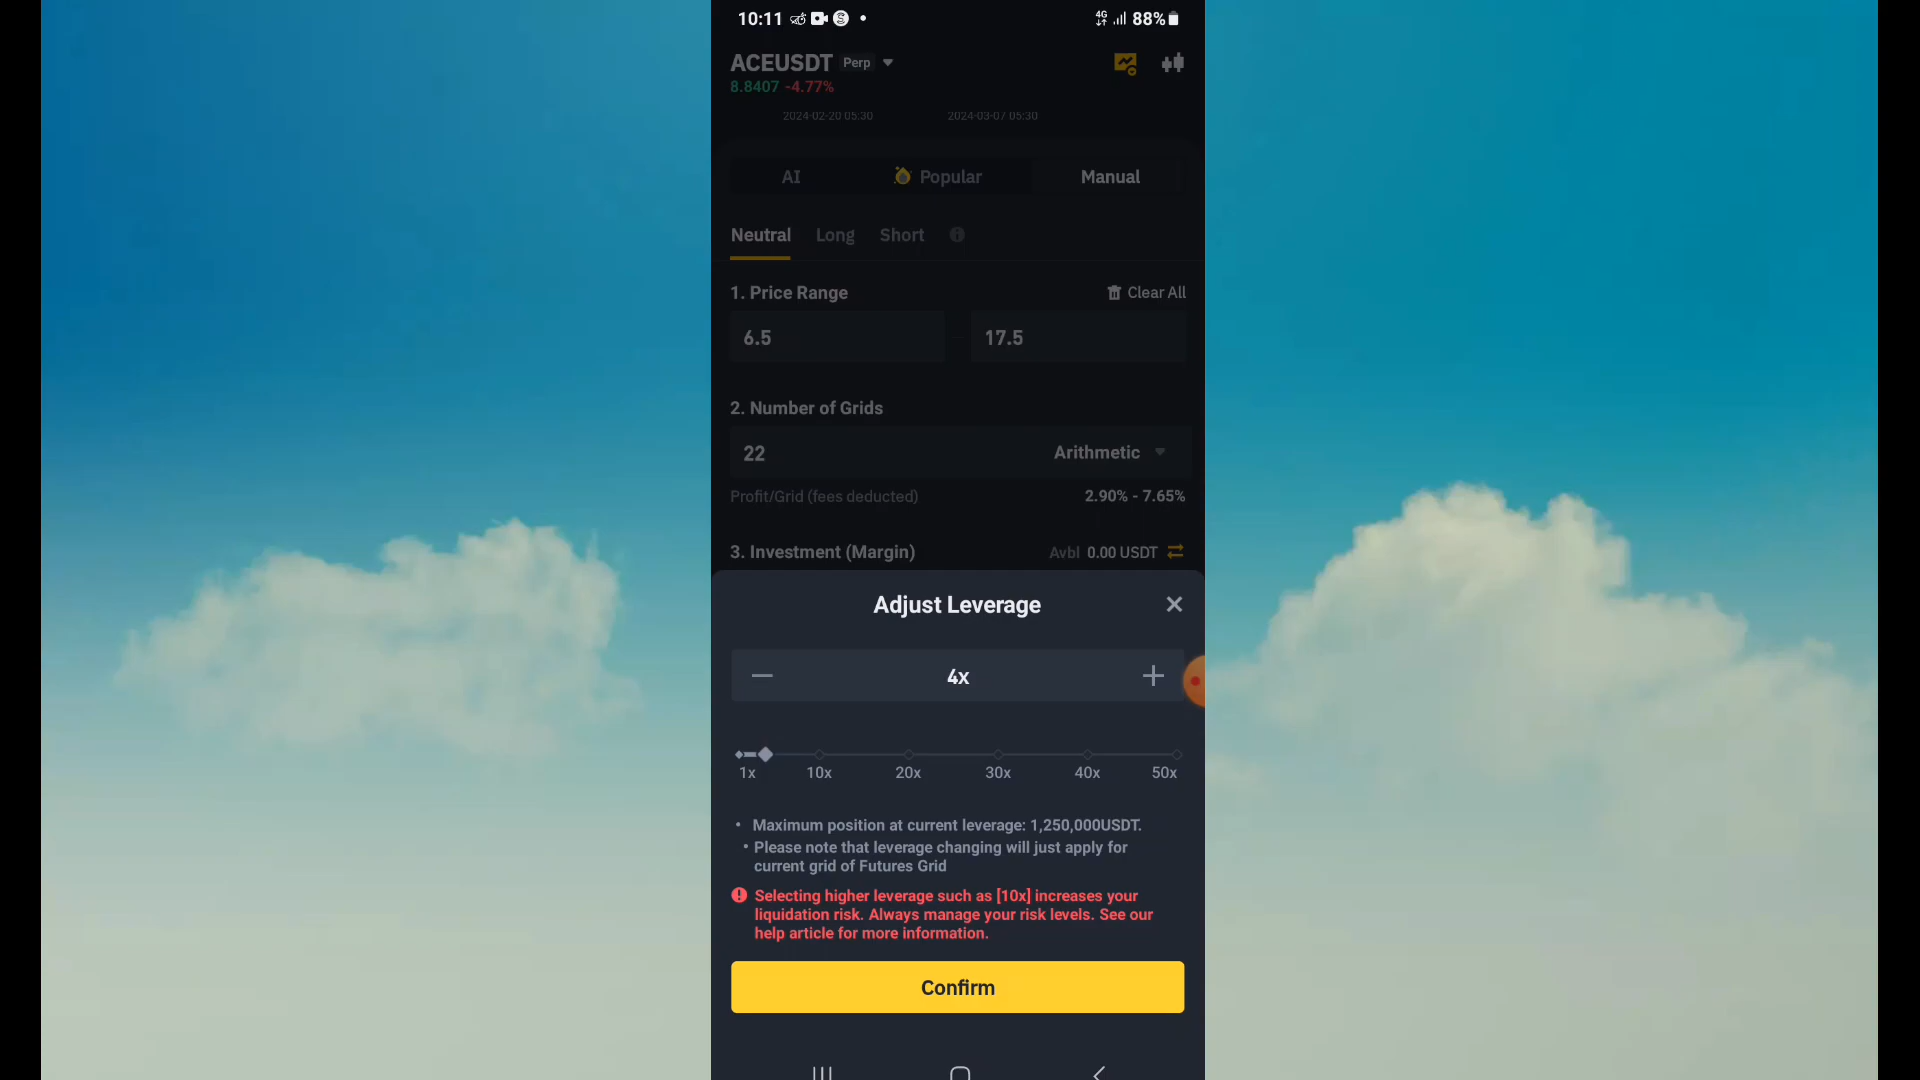 10:11
4G 88%
ACEUSDT Perp
8.8407 -4.77%
2024-02-20 05:30 2024-03-07 05:30
AI Popular Manual
Neutral Long Short
1. Price Range Clear All
6.5 17.5
2. Number of Grids
22 Arithmetic
Profit/Grid (fees deducted) 2.90% - 7.65%
3. Investment (Margin) Avbl 0.00 USDT
Adjust Leverage
4x
1x 10x 20x 30x 40x 50x
• Maximum position at current leverage: 1,250,000USDT.
• Please note that leverage changing will just apply for
current grid of Futures Grid
Selecting higher leverage such as [10x] increases your
liquidation risk. Always manage your risk levels. See our
help article for more information.
Confirm